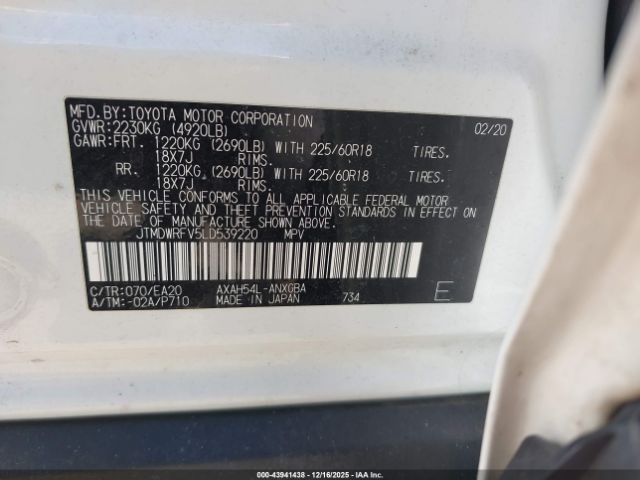 MFD.BY:TOYOTA MOTOR CORPORATION 02/20
GVWR:2230KG (4920LB)
GAWR:FRT. 1220KG (2690LB) WITH 225/60R18 TIRES.
18X7J RIMS.
RR. 1220KG (2690LB) WITH 225/60R18 TIRES.
18X7J RIMS.
THIS VEHICLE CONFORMS TO ALL APPLICABLE FEDERAL MOTOR
VEHICLE SAFETY AND THEFT PREVENTION STANDARDS IN EFFECT ON
THE DATE OF MANUFACTURE SHOWN ABOVE.
JTMDWRFV5LD539220 MPV
C/TR:070/EA20 AXAH54L-ANXGBA
A/TM:-02A/P710 MADE IN JAPAN 734 E
000-43941438 - 12/16/2025 - IAAI.COM